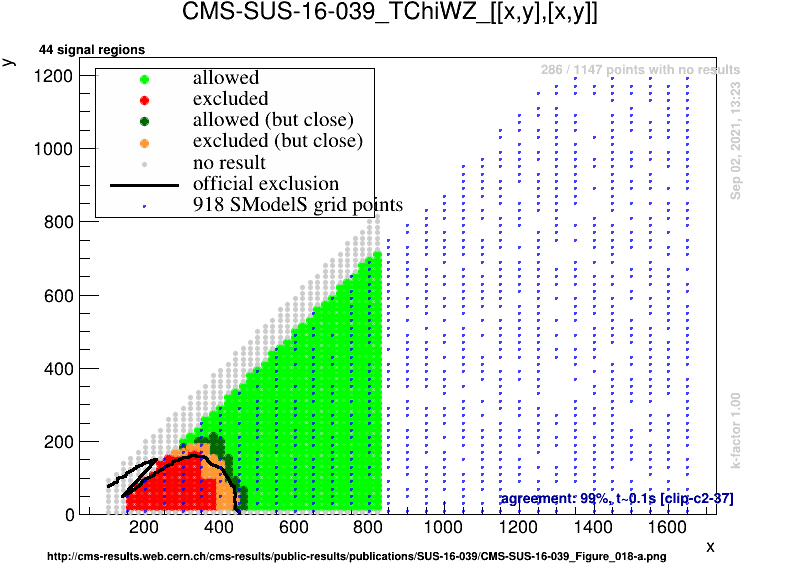 CMS-SUS-16-039_TChiWZ_[[x,y],[x,y]]
44 signal regions
y
286 / 1147 points with no results
allowed
excluded
allowed (but close)
excluded (but close)
no result
official exclusion
918 SModelS grid points
Sep 02, 2021, 13:23
k-factor 1.00
1200
1000
800
600
400
200
0
agreement: 99%, t~0.1s [clip-c2-37]
200 400 600 800 1000 1200 1400 1600
x
http://cms-results.web.cern.ch/cms-results/public-results/publications/SUS-16-039/CMS-SUS-16-039_Figure_018-a.png